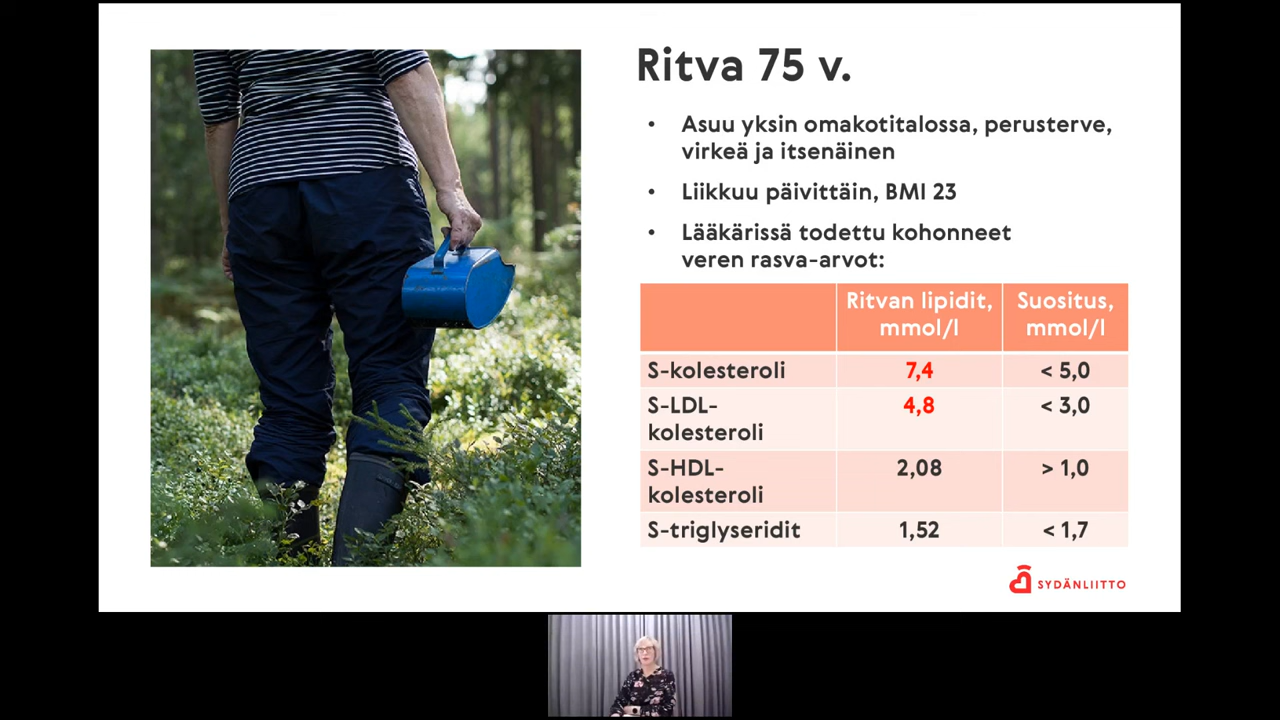 Ritva 75 v.
• Asuu yksin omakotitalossa, perusterve,
virkeä ja itsenäinen
• Liikkuu päivittäin, BMI 23
• Lääkärissä todettu kohonneet
veren rasva-arvot:
Ritvan lipidit, mmol/l
Suositus, mmol/l
S-kolesteroli 7,4 < 5,0
S-LDL-
kolesteroli 4,8 < 3,0
S-HDL-
kolesteroli 2,08 > 1,0
S-triglyseridit 1,52 < 1,7
SYDÄNLIITTO